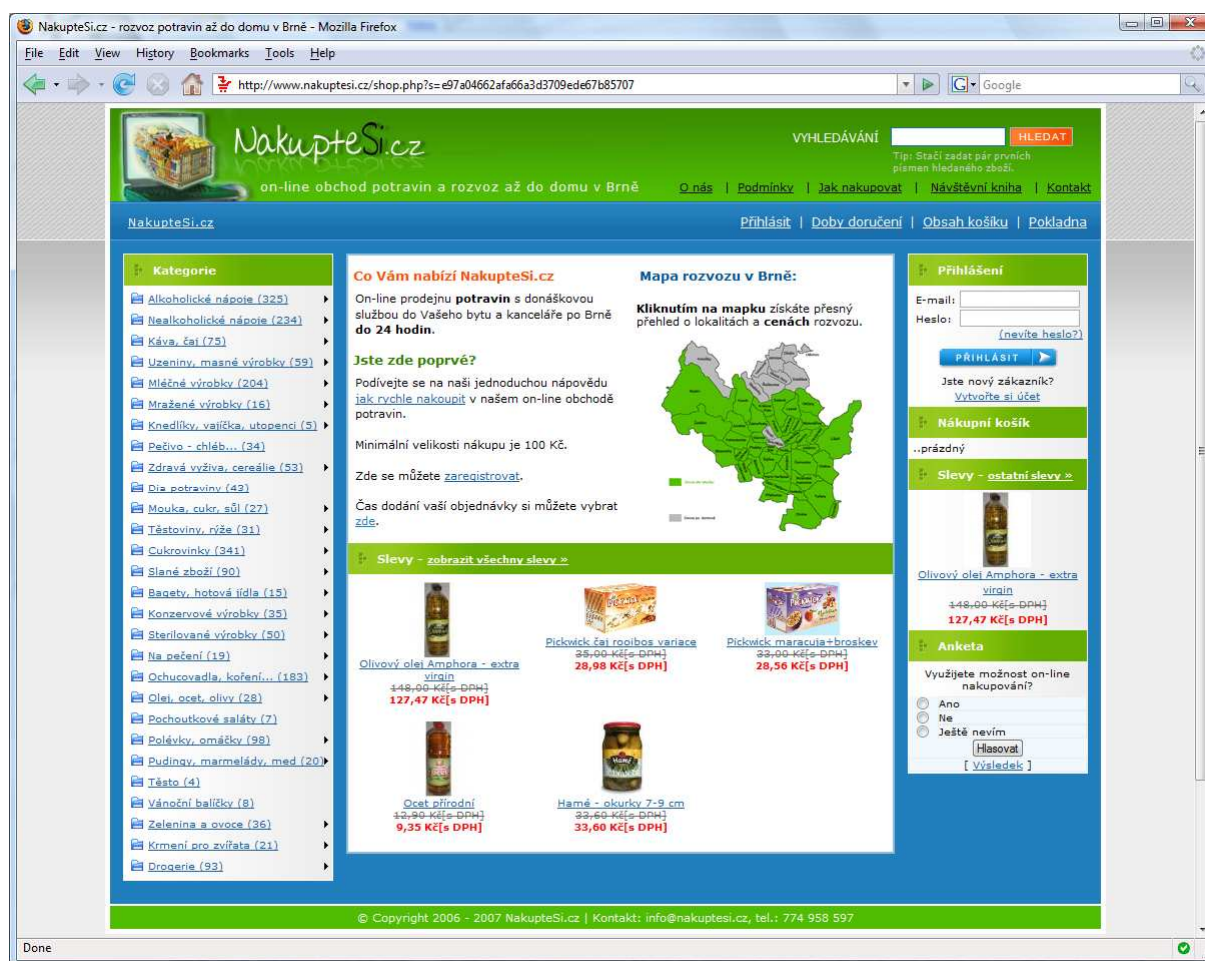 NakupteSi.cz - rozvoz potravin až do domu v Brně - Mozilla Firefox
File Edit View History Bookmarks Tools Help
http://www.nakuptesi.cz/shop.php?s=e97a04662afa66a3d3709ede67b85707
Google
NakupteSi.cz
VYHLEDÁVÁNÍ
HLEDAT
Tip: Stačí zadat pár prvních
písmen hledaného zboží.
on-line obchod potravin a rozvoz až do domu v Brně
O nás | Podmínky | Jak nakupovat | Návštěvní kniha | Kontakt
NakupteSi.cz
Přihlásit | Doby doručení | Obsah košíku | Pokladna
Kategorie
Alkoholické nápoje (325)
Nealkoholické nápoje (234)
Káva, čaj (75)
Uzeniny, masné výrobky (59)
Mléčné výrobky (204)
Mražené výrobky (16)
Knedlíky, vajíčka, utopenci (5)
Pečivo - chléb... (34)
Zdravá výživa, cereálie (53)
Dia potraviny (43)
Mouka, cukr, sůl (27)
Těstoviny, rýže (31)
Cukrovinky (341)
Slané zboží (90)
Bagety, hotová jídla (15)
Konzervové výrobky (35)
Sterilované výrobky (50)
Na pečení (19)
Ochucovadla, koření... (183)
Olej, ocet, olivy (28)
Pochoutkové saláty (7)
Polévky, omáčky (98)
Pudingy, marmelády, med (20)
Těsto (4)
Vánoční balíčky (8)
Zelenina a ovoce (36)
Krmení pro zvířata (21)
Drogerie (93)
Co Vám nabízí NakupteSi.cz
On-line prodejnu potravin s donáškovou
službou do Vašeho bytu a kanceláře po Brně
do 24 hodin.
Jste zde poprvé?
Podívejte se na naši jednoduchou nápovědu
jak rychle nakoupit v našem on-line obchodě
potravin.
Minimální velikosti nákupu je 100 Kč.
Zde se můžete zaregistrovat.
Čas dodání vaší objednávky si můžete vybrat
zde.
Mapa rozvozu v Brně:
Kliknutím na mapku získáte přesný
přehled o lokalitách a cenách rozvozu.
Slevy - zobrazit všechny slevy »
Olivový olej Amphora - extra
virgin
148,00 Kč[s DPH]
127,47 Kč[s DPH]
Pickwick čaj rooibos variace
35,00 Kč[s DPH]
28,98 Kč[s DPH]
Pickwick maracuja+broskev
33,00 Kč[s DPH]
28,56 Kč[s DPH]
Ocet přírodní
12,90 Kč[s DPH]
9,35 Kč[s DPH]
Hamé
Hamé - okurky 7-9 cm
33,60 Kč[s DPH]
33,60 Kč[s DPH]
Přihlášení
E-mail:
Heslo:
(nevíte heslo?)
PŘIHLÁSIT
Jste nový zákazník?
Vytvořte si účet
Nákupní košík
..prázdný
Slevy - ostatní slevy »
Olivový olej Amphora - extra
virgin
148,00 Kč[s DPH]
127,47 Kč[s DPH]
Anketa
Využijete možnost on-line
nakupování?
Ano
Ne
Ještě nevím
Hlasovat
[ Výsledek ]
© Copyright 2006 - 2007 NakupteSi.cz | Kontakt: info@nakuptesi.cz, tel.: 774 958 597
Done